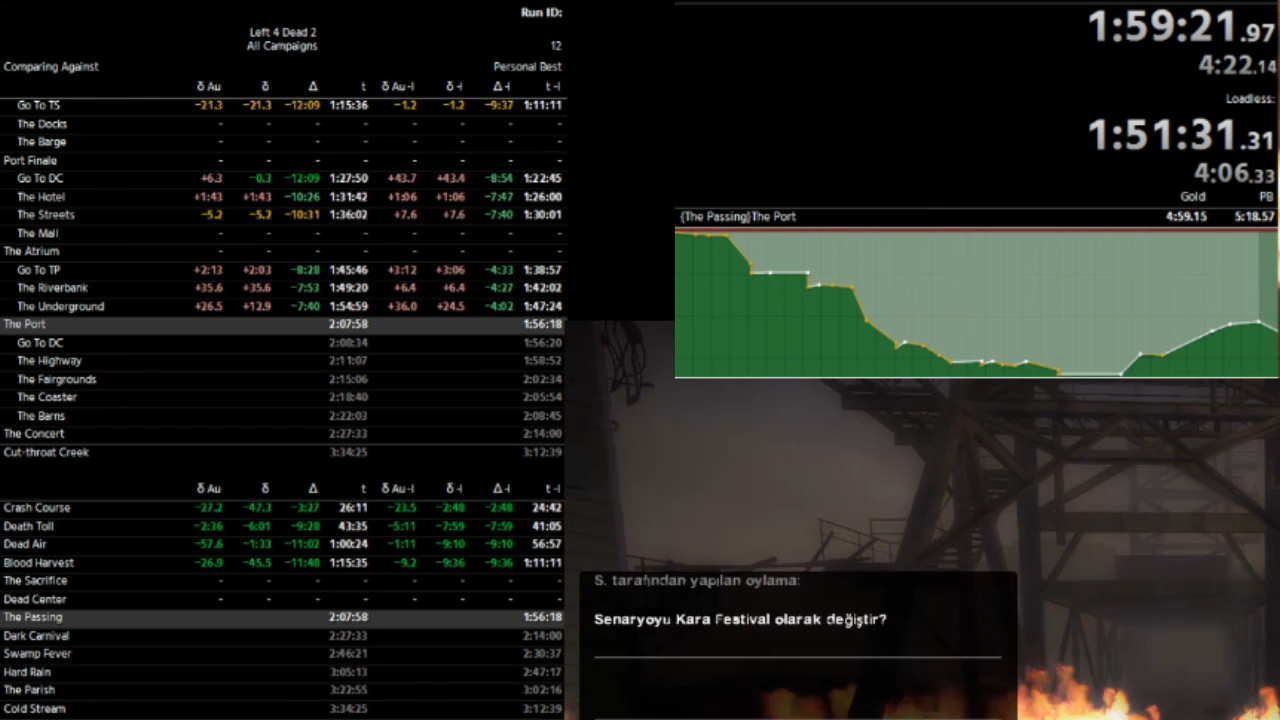 Run ID:
Left 4 Dead 2
All Campaigns
12
Comparing Against Personal Best
δ Au δ Δ t δ Au-l δ -l Δ -l t -l
Go To TS −21.3 −21.3 −12:09 1:15:36 −1.2 −1.2 −9:37 1:11:11
The Docks - - - - - - - -
The Barge - - - - - - - -
Port Finale - - - - - - - -
Go To DC +6.3 −0.3 −12:09 1:27:50 +43.7 +43.4 −8:54 1:22:45
The Hotel +1:43 +1:43 −10:26 1:31:42 +1:06 +1:06 −7:47 1:26:00
The Streets −5.2 −5.2 −10:31 1:36:02 +7.6 +7.6 −7:40 1:30:01
The Mall - - - - - - - -
The Atrium - - - - - - - -
Go To TP +2:13 +2:03 −8:28 1:45:46 +3:12 +3:06 −4:33 1:38:57
The Riverbank +35.6 +35.6 −7:53 1:49:20 +6.4 +6.4 −4:27 1:42:02
The Underground +26.5 +12.9 −7:40 1:54:59 +36.0 +24.5 −4:02 1:47:24
The Port 2:07:58 1:56:18
Go To DC 2:08:34 1:56:20
The Highway 2:11:07 1:58:52
The Fairgrounds 2:15:06 2:02:34
The Coaster 2:18:40 2:05:54
The Barns 2:22:03 2:08:45
The Concert 2:27:33 2:14:00
Cut-throat Creek 3:34:25 3:12:39
δ Au δ Δ t δ Au-l δ -l Δ -l t -l
Crash Course −27.2 −47.3 −3:27 26:11 −23.5 −2:48 −2:48 24:42
Death Toll −2:36 −6:01 −9:28 43:35 −5:11 −7:59 −7:59 41:05
Dead Air −57.6 −1:33 −11:02 1:00:24 −1:11 −9:10 −9:10 56:57
Blood Harvest −26.9 −45.5 −11:48 1:15:35 −9.2 −9:36 −9:36 1:11:11
The Sacrifice - - - - - - - -
Dead Center - - - - - - - -
The Passing 2:07:58 1:56:18
Dark Carnival 2:27:33 2:14:00
Swamp Fever 2:46:21 2:30:37
Hard Rain 3:05:13 2:47:17
The Parish 3:22:55 3:02:16
Cold Stream 3:34:25 3:12:39
1:59:21.97
4:22.14
Loadless:
1:51:31.31
4:06.33
Gold PB
{The Passing}The Port 4:59.15 5:18.57
S. tarafından yapılan oylama:
Senaryoyu Kara Festival olarak değiştir?